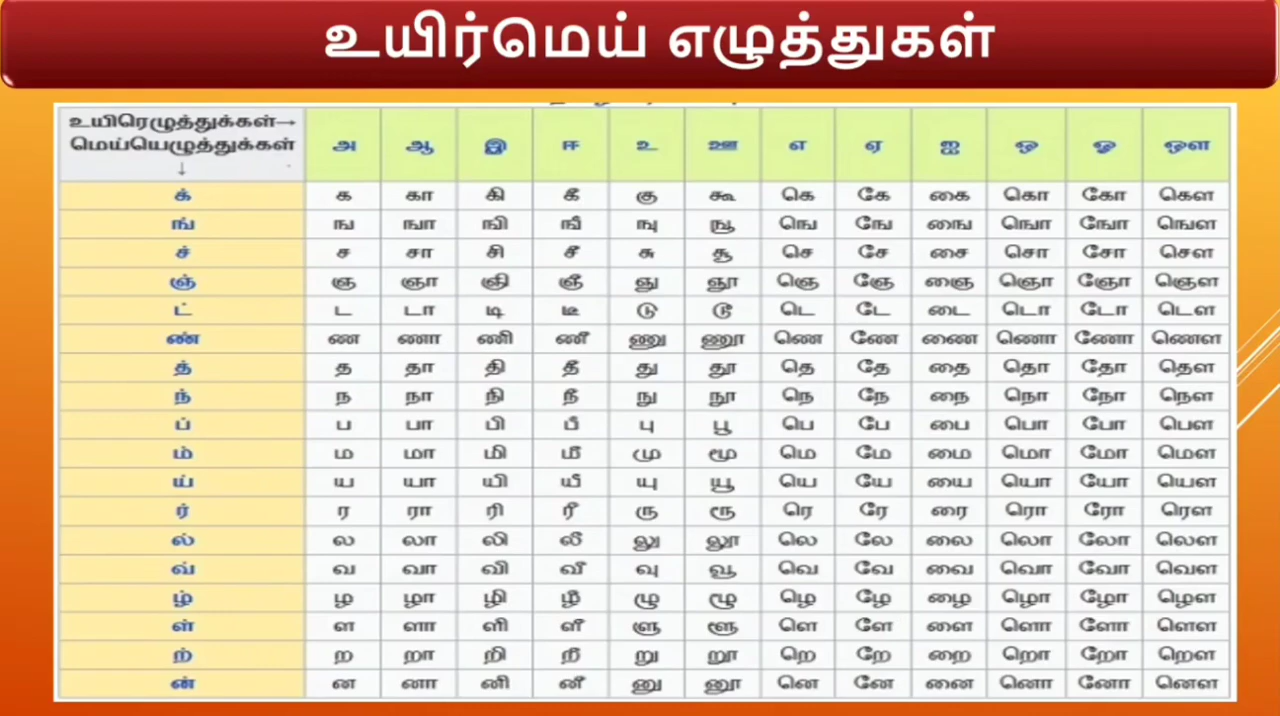 உயிர்மெய் எழுத்துகள்
உயிரெழுத்துக்கள்→ அ ஆ இ ஈ உ ஊ எ ஏ ஐ ஒ ஓ ஔ
மெய்யெழுத்துக்கள்
↓
க் க கா கி கீ கு கூ கெ கே கை கொ கோ கௌ
ங் ங ஙா ஙி ஙீ ஙு ஙூ ஙெ ஙே ஙை ஙொ ஙோ ஙௌ
ச் ச சா சி சீ சு சூ செ சே சை சொ சோ சௌ
ஞ் ஞ ஞா ஞி ஞீ ஞு ஞூ ஞெ ஞே ஞை ஞொ ஞோ ஞௌ
ட் ட டா டி டீ டு டூ டெ டே டை டொ டோ டௌ
ண் ண ணா ணி ணீ ணு ணூ ணெ ணே ணை ணொ ணோ ணௌ
த் த தா தி தீ து தூ தெ தே தை தொ தோ தௌ
ந் ந நா நி நீ நு நூ நெ நே நை நொ நோ நௌ
ப் ப பா பி பீ பு பூ பெ பே பை பொ போ பௌ
ம் ம மா மி மீ மு மூ மெ மே மை மொ மோ மௌ
ய் ய யா யி யீ யு யூ யெ யே யை யொ யோ யௌ
ர் ர ரா ரி ரீ ரு ரூ ரெ ரே ரை ரொ ரோ ரௌ
ல் ல லா லி லீ லு லூ லெ லே லை லொ லோ லௌ
வ் வ வா வி வீ வு வூ வெ வே வை வொ வோ வௌ
ழ் ழ ழா ழி ழீ ழு ழூ ழெ ழே ழை ழொ ழோ ழௌ
ள் ள ளா ளி ளீ ளு ளூ ளெ ளே ளை ளொ ளோ ளௌ
ற் ற றா றி றீ று றூ றெ றே றை றொ றோ றௌ
ன் ன னா னி னீ னு னூ னெ னே னை னொ னோ னௌ